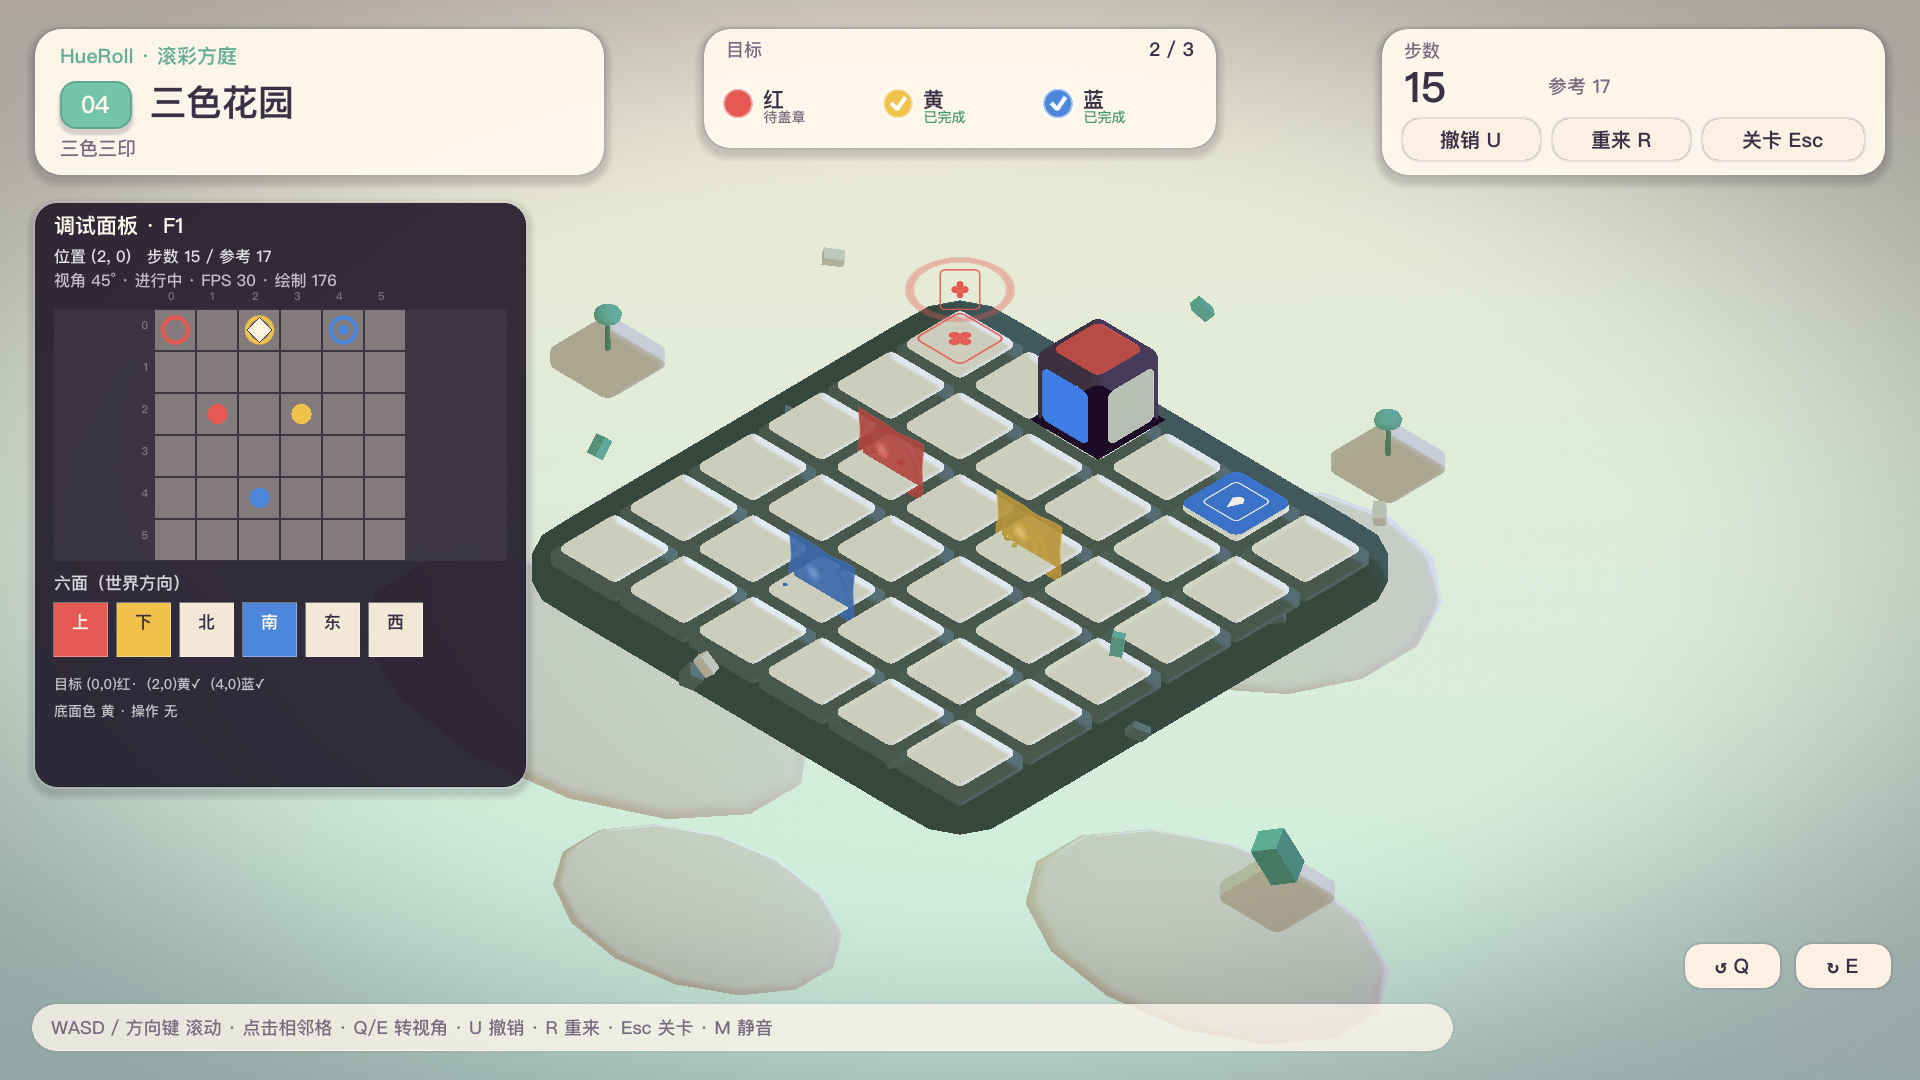 HueRoll · 滚彩方庭
04 三色花园
三色三印
目标 2 / 3
红 待盖章
黄 已完成
蓝 已完成
步数
15 参考 17
撤销 U 重来 R 关卡 Esc
调试面板 · F1
位置 (2, 0) 步数 15 / 参考 17
视角 45° · 进行中 · FPS 30 · 绘制 176
0 1 2 3 4 5
0
1
2
3
4
5
六面（世界方向）
上 下 北 南 东 西
目标 (0,0)红· (2,0)黄✓ (4,0)蓝✓
底面色 黄 · 操作 无
↺ Q ↻ E
WASD / 方向键 滚动 · 点击相邻格 · Q/E 转视角 · U 撤销 · R 重来 · Esc 关卡 · M 静音